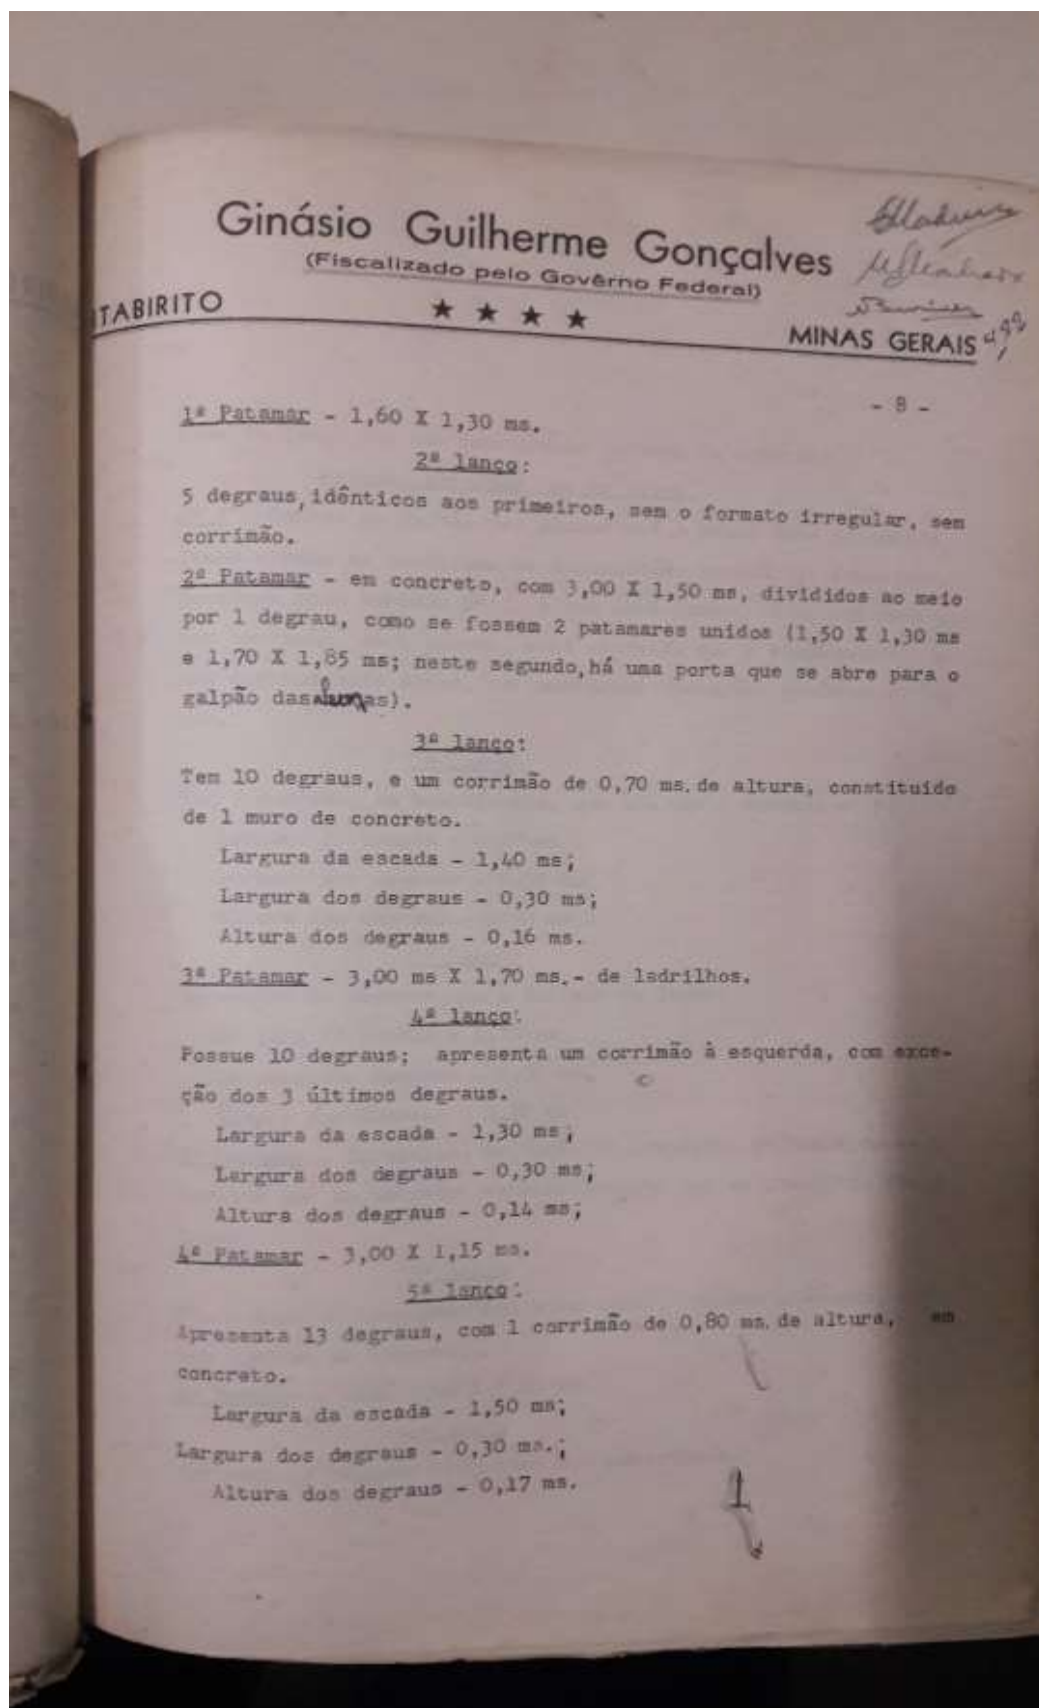 Ginásio Guilherme Gonçalves
(Fiscalizado pelo Govêrno Federal)
ITABIRITO
★ ★ ★ ★
MINAS GERAIS
- 8 -
1º Patamar - 1,60 X 1,30 ms.
2º lanço:
5 degraus, idênticos aos primeiros, sem o formato irregular, sem
corrimão.
2º Patamar - em concreto, com 3,00 X 1,50 ms, divididos ao meio
por 1 degrau, como se fossem 2 patamares unidos (1,50 X 1,30 ms
e 1,70 X 1,85 ms; neste segundo, há uma porta que se abre para o
galpão das alunas).
3º lanço:
Tem 10 degraus, e um corrimão de 0,70 ms. de altura, constituido
de 1 muro de concreto.
Largura da escada - 1,40 ms;
Largura dos degraus - 0,30 ms;
Altura dos degraus - 0,16 ms.
3º Patamar - 3,00 ms X 1,70 ms. - de ladrilhos.
4º lanço:
Possue 10 degraus; apresenta um corrimão à esquerda, com exce-
ção dos 3 últimos degraus.
Largura da escada - 1,30 ms;
Largura dos degraus - 0,30 ms;
Altura dos degraus - 0,14 ms;
4º Patamar - 3,00 X 1,15 ms.
5º lanço:
Apresenta 13 degraus, com 1 corrimão de 0,80 ms. de altura, em
concreto.
Largura da escada - 1,50 ms;
Largura dos degraus - 0,30 ms.;
Altura dos degraus - 0,17 ms.